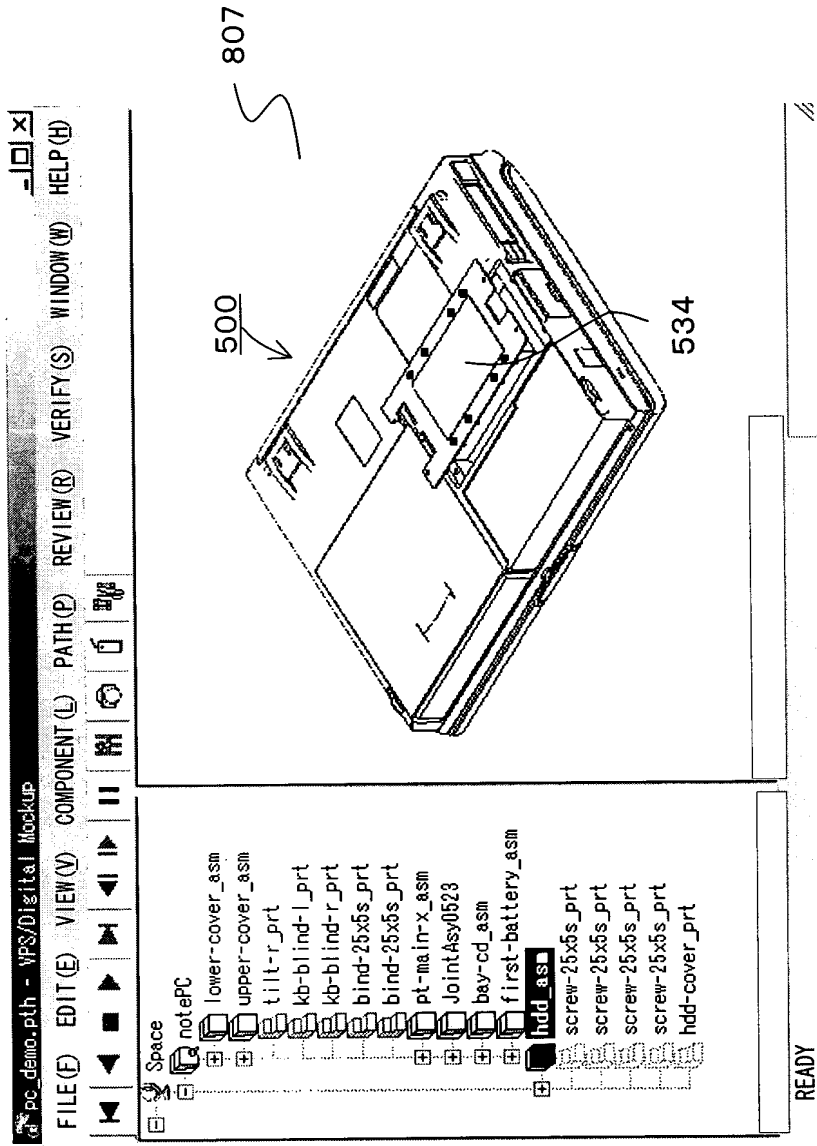 pc_demo.pth - VPS/Digital Mockup
FILE(F) EDIT(E) VIEW(V) COMPONENT(L) PATH(P) REVIEW(R) VERIFY(S) WINDOW(W) HELP(H)
Space
notePC
lower-cover_asm
upper-cover_asm
tilt-r_prt
kb-blind-l_prt
kb-blind-r_prt
bind-25x5s_prt
bind-25x5s_prt
pt-main-x_asm
JointAsy0523
bay-cd_asm
first-battery_asm
hdd_asm
screw-25x5s_prt
screw-25x5s_prt
screw-25x5s_prt
screw-25x5s_prt
hdd-cover_prt
500
534
807
READY